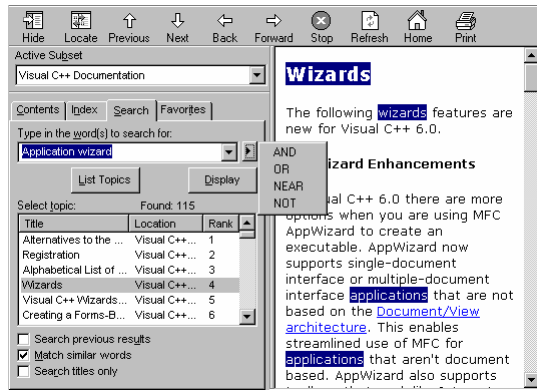 Hide Locate Previous Next Back Forward Stop Refresh Home Print
Active Subset
Visual C++ Documentation
Contents Index Search Favorites
Type in the word(s) to search for:
Application wizard
AND
OR
NEAR
NOT
List Topics Display
Select topic: Found: 115
Title Location Rank
Alternatives to the ... Visual C++... 1
Registration Visual C++... 2
Alphabetical List of ... Visual C++... 3
Wizards Visual C++... 4
Visual C++ Wizards... Visual C++... 5
Creating a Forms-B... Visual C++... 6
Search previous results
Match similar words
Search titles only
Wizards
The following wizards features are
new for Visual C++ 6.0.
izard Enhancements
ual C++ 6.0 there are more
options when you are using MFC
AppWizard to create an
executable. AppWizard now
supports single-document
interface or multiple-document
interface applications that are not
based on the Document/View
architecture. This enables
streamlined use of MFC for
applications that aren't document
based. AppWizard also supports